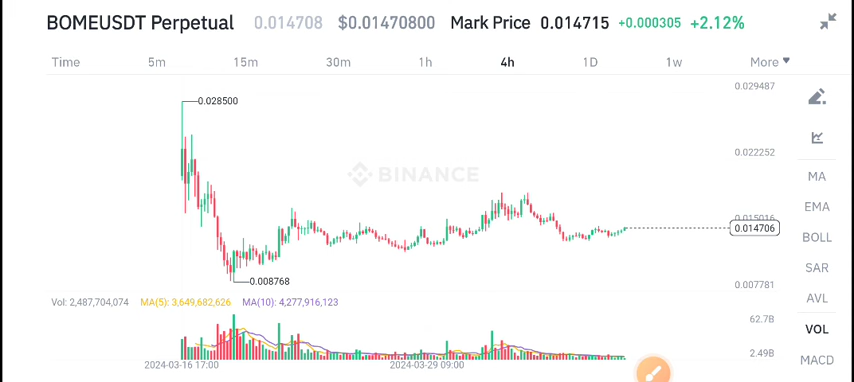 BOMEUSDT Perpetual 0.014708 $0.01470800 Mark Price 0.014715 +0.000305 +2.12%
Time 5m 15m 30m 1h 4h 1D 1w More
0.029487
0.028500
0.022252
BINANCE
MA
0.015016
EMA
0.014706
BOLL
SAR
0.008768
0.007781
AVL
Vol: 2,487,704,074 MA(5): 3,649,682,626 MA(10): 4,277,916,123
62.7B
VOL
2.49B
MACD
2024-03-16 17:00 2024-03-29 09:00